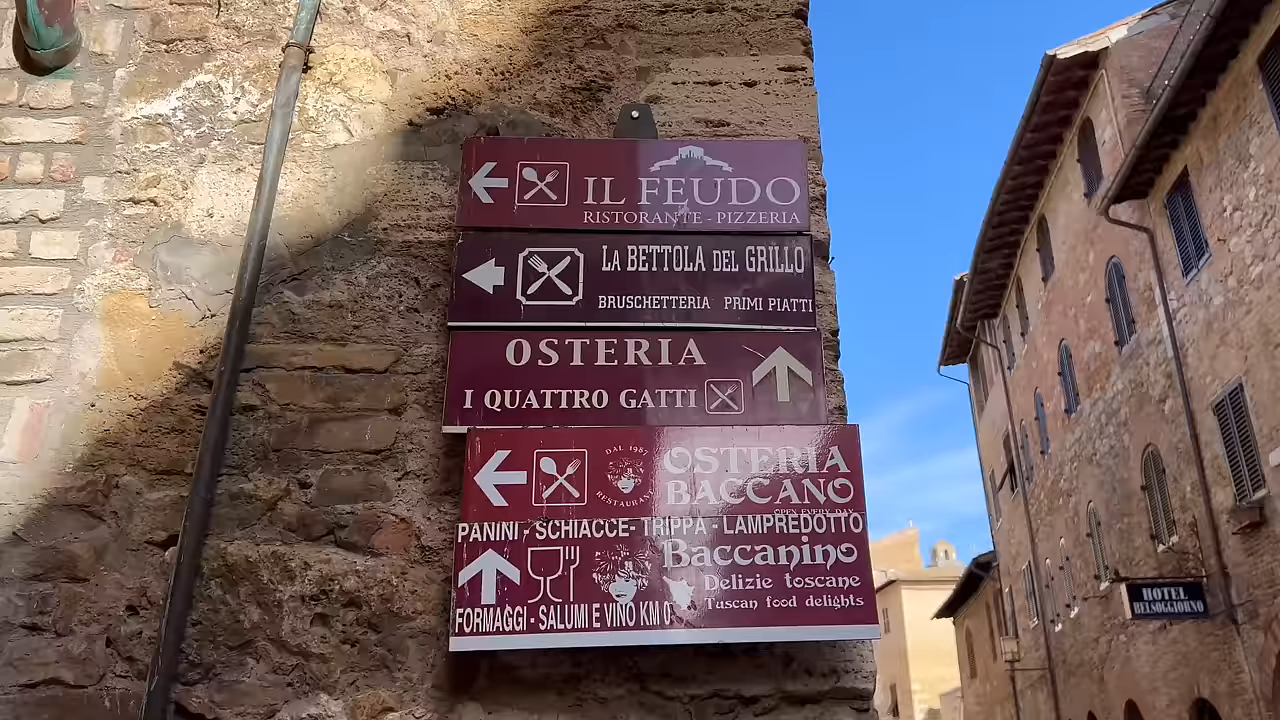 IL FEUDO
RISTORANTE - PIZZERIA
LA BETTOLA DEL GRILLO
BRUSCHETTERIA PRIMI PIATTI
OSTERIA
I QUATTRO GATTI
DAL 1987
RESTAURANT
OSTERIA
BACCANO
OPEN EVERY DAY
PANINI - SCHIACCE - TRIPPA - LAMPREDOTTO
Baccanino
Delizie toscane
Tuscan food delights
FORMAGGI - SALUMI E VINO KM 0
HOTEL
BELSOGGIORNO